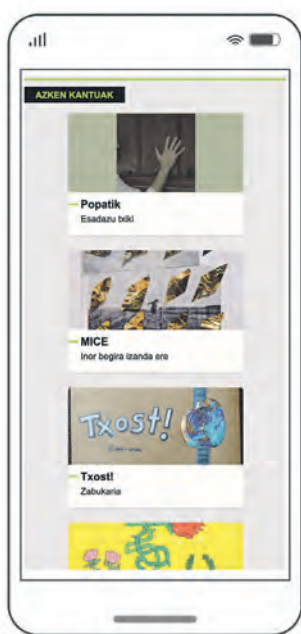 AZKEN KANTUAK
Popatik
Esadazu txiki
MICE
Inor begira izanda ere
Txost!
Txost!
Zabukaria